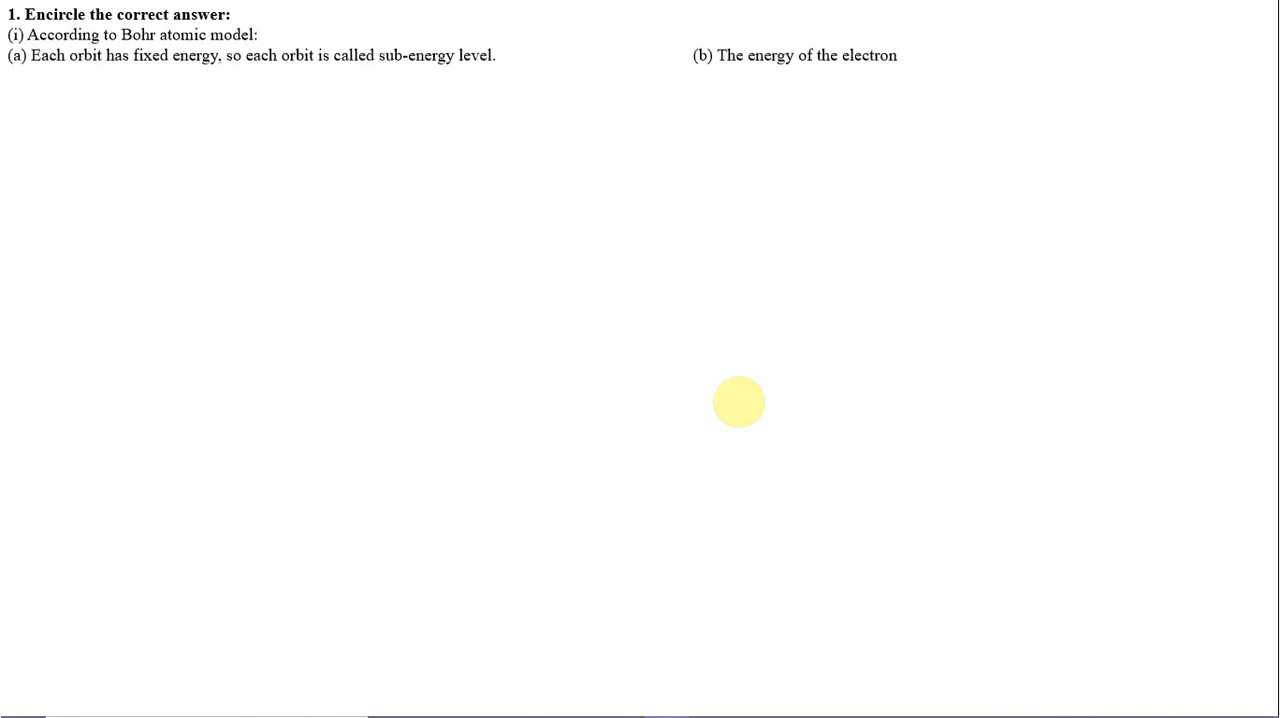 1. Encircle the correct answer:
(i) According to Bohr atomic model:
(a) Each orbit has fixed energy, so each orbit is called sub-energy level. (b) The energy of the electron